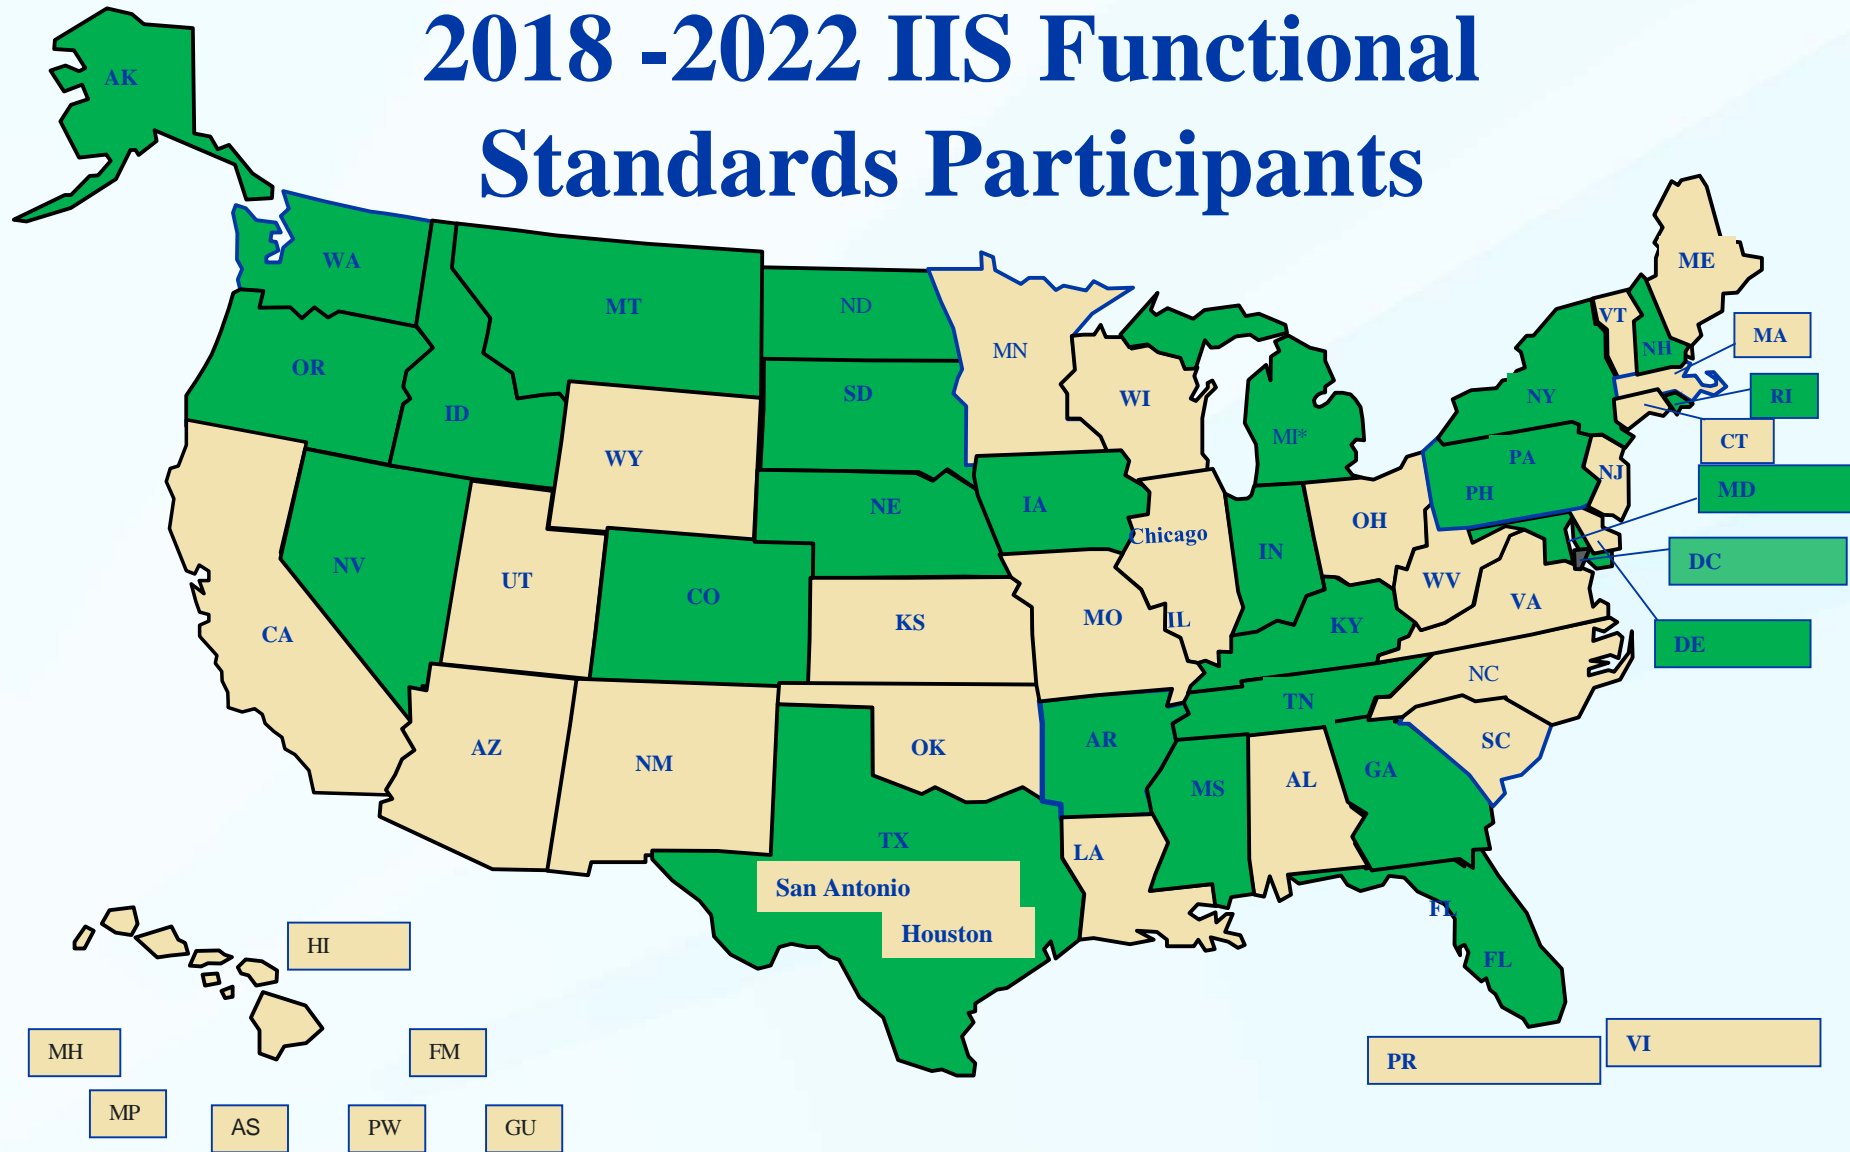 2018 -2022 IIS Functional
Standards Participants
AK
WA
MT
ND
MN
ME
VT
MA
OR
ID
SD
WI
MI*
NH
NY
RI
CT
WY
NE
IA
PA
PH
NJ
MD
NV
UT
CO
Chicago
IN
OH
DC
WV
VA
CA
KS
MO
IL
KY
DE
NC
TN
AZ
NM
OK
AR
SC
MS
AL
GA
TX
LA
San Antonio
Houston
FL
FL
HI
MH
FM
PR
VI
MP
AS
PW
GU